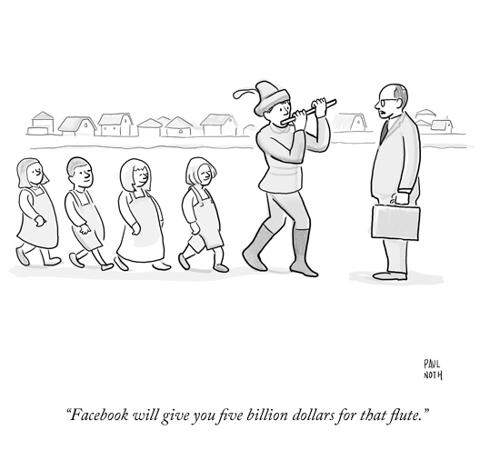 PAUL
NOTH
“Facebook will give you five billion dollars for that flute.”